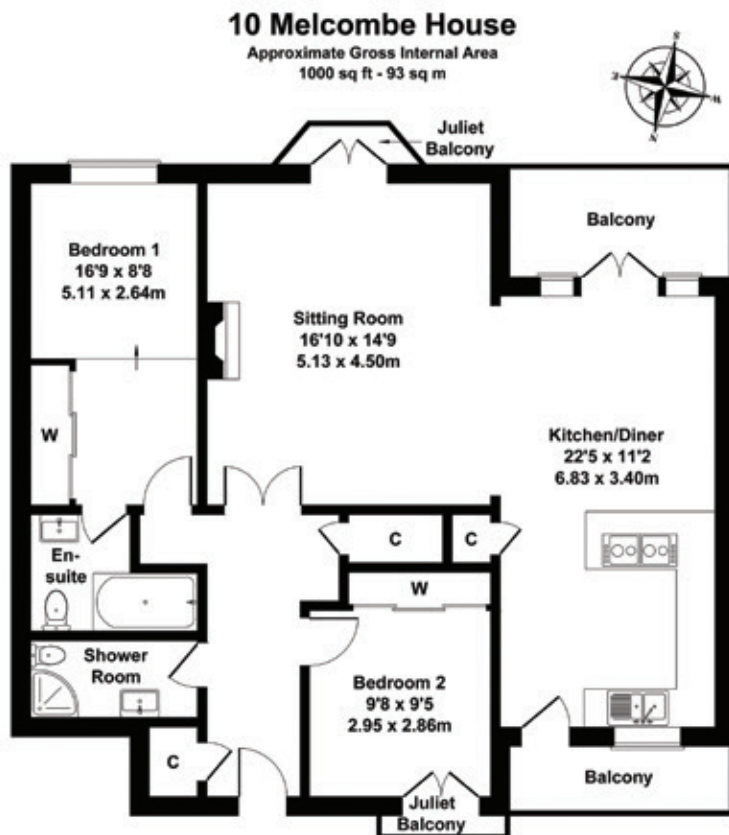 10 Melcombe House
Approximate Gross Internal Area
1000 sq ft - 93 sq m
S
E
W
N
Juliet
Balcony
Balcony
Bedroom 1
16'9 x 8'8
5.11 x 2.64m
Sitting Room
16'10 x 14'9
5.13 x 4.50m
Kitchen/Diner
22'5 x 11'2
6.83 x 3.40m
W
C
C
En-
suite
W
Shower
Room
Bedroom 2
9'8 x 9'5
2.95 x 2.86m
C
Juliet
Balcony
Balcony